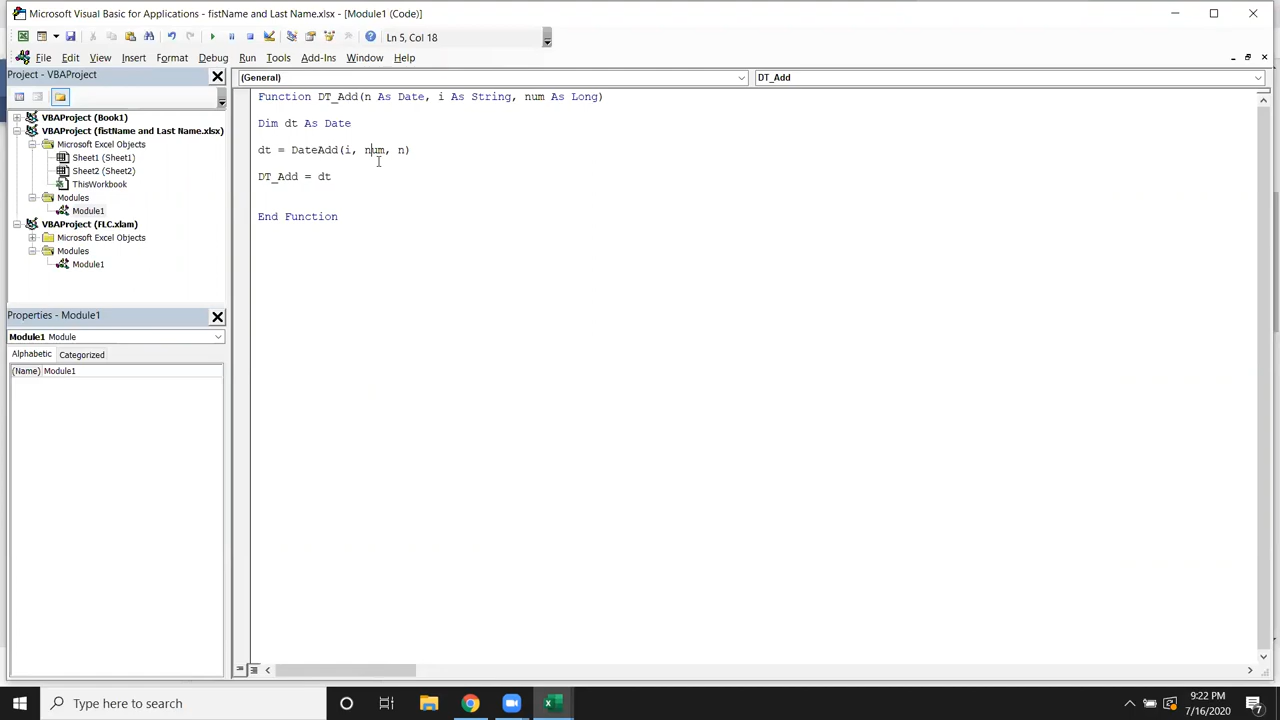 Microsoft Visual Basic for Applications - fistName and Last Name.xlsx - [Module1 (Code)]
Ln 5, Col 18
File Edit View Insert Format Debug Run Tools Add-Ins Window Help
Project - VBAProject
VBAProject (Book1)
VBAProject (fistName and Last Name.xlsx)
Microsoft Excel Objects
Sheet1 (Sheet1)
Sheet2 (Sheet2)
ThisWorkbook
Modules
Module1
VBAProject (FLC.xlam)
Microsoft Excel Objects
Modules
Module1
Properties - Module1
Module1 Module
Alphabetic Categorized
(Name) Module1
(General) DT_Add
Function DT_Add(n As Date, i As String, num As Long)
Dim dt As Date
dt = DateAdd(i, num, n)
DT_Add = dt
End Function
Type here to search
9:22 PM
7/16/2020
7